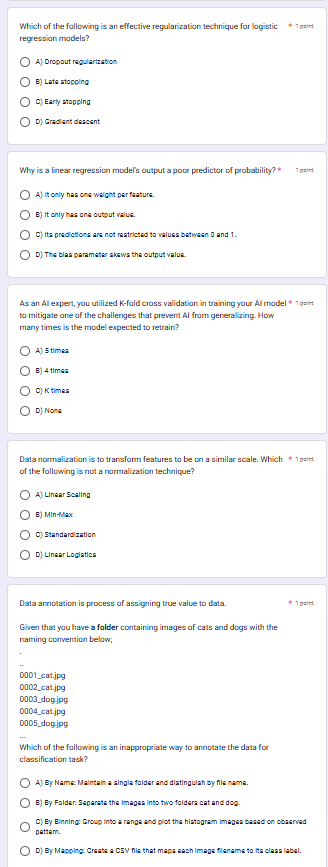 Which of the following is an effective regularization technique for logistic * 1 point
regression models?
A) Dropout regularization
B) Late stopping
C) Early stopping
D) Gradient descent
Why is a linear regression model's output a poor predictor of probability? * 1 point
A) It only has one weight per feature.
B) It only has one output value.
C) Its predictions are not restricted to values between 0 and 1.
D) The bias parameter skews the output value.
As an AI expert, you utilized K-fold cross validation in training your AI model * 1 point
to mitigate one of the challenges that prevent AI from generalizing. How
many times is the model expected to retrain?
A) 5 times
B) 4 times
C) K times
D) None
Data normalization is to transform features to be on a similar scale. Which * 1 point
of the following is not a normalization technique?
A) Linear Scaling
B) Min-Max
C) Standardization
D) Linear Logistics
Data annotation is process of assigning true value to data. * 1 point
Given that you have a folder containing images of cats and dogs with the
naming convention below;
.
..
0001_cat.jpg
0002_cat.jpg
0003_dog.jpg
0004_cat.jpg
0005_dog.jpg
...
Which of the following is an inappropriate way to annotate the data for
classification task?
A) By Name: Maintain a single folder and distinguish by file name.
B) By Folder: Separate the images into two folders cat and dog.
C) By Binning: Group into a range and plot the histogram images based on observed
pattern.
D) By Mapping: Create a CSV file that maps each image filename to its class label.